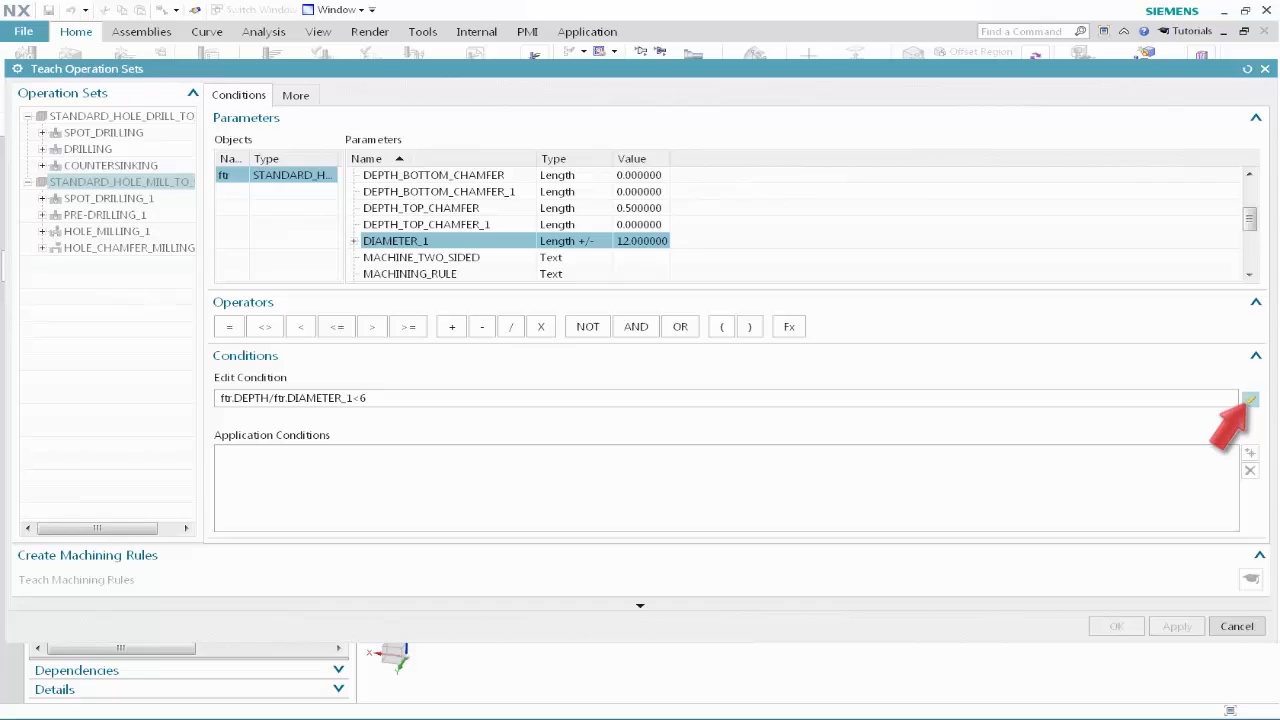 NX
Switch Window
Window
SIEMENS
File
Home
Assemblies
Curve
Analysis
View
Render
Tools
Internal
PMI
Application
Find a Command
Tutorials
Offset Region
Teach Operation Sets
Operation Sets
STANDARD_HOLE_DRILL_TO
SPOT_DRILLING
DRILLING
COUNTERSINKING
STANDARD_HOLE_MILL_TO_
SPOT_DRILLING_1
PRE-DRILLING_1
HOLE_MILLING_1
HOLE_CHAMFER_MILLING
Conditions
More
Parameters
Objects
Parameters
Na... Type
Name Type Value
ftr STANDARD_H...
DEPTH_BOTTOM_CHAMFER Length 0.000000
DEPTH_BOTTOM_CHAMFER_1 Length 0.000000
DEPTH_TOP_CHAMFER Length 0.500000
DEPTH_TOP_CHAMFER_1 Length 0.000000
DIAMETER_1 Length +/- 12.000000
MACHINE_TWO_SIDED Text
MACHINING_RULE Text
Operators
= <> < <= > >= + - / X NOT AND OR ( ) Fx
Conditions
Edit Condition
ftr.DEPTH/ftr.DIAMETER_1<6
Application Conditions
Create Machining Rules
Teach Machining Rules
OK
Apply
Cancel
X
Y
Dependencies
Details